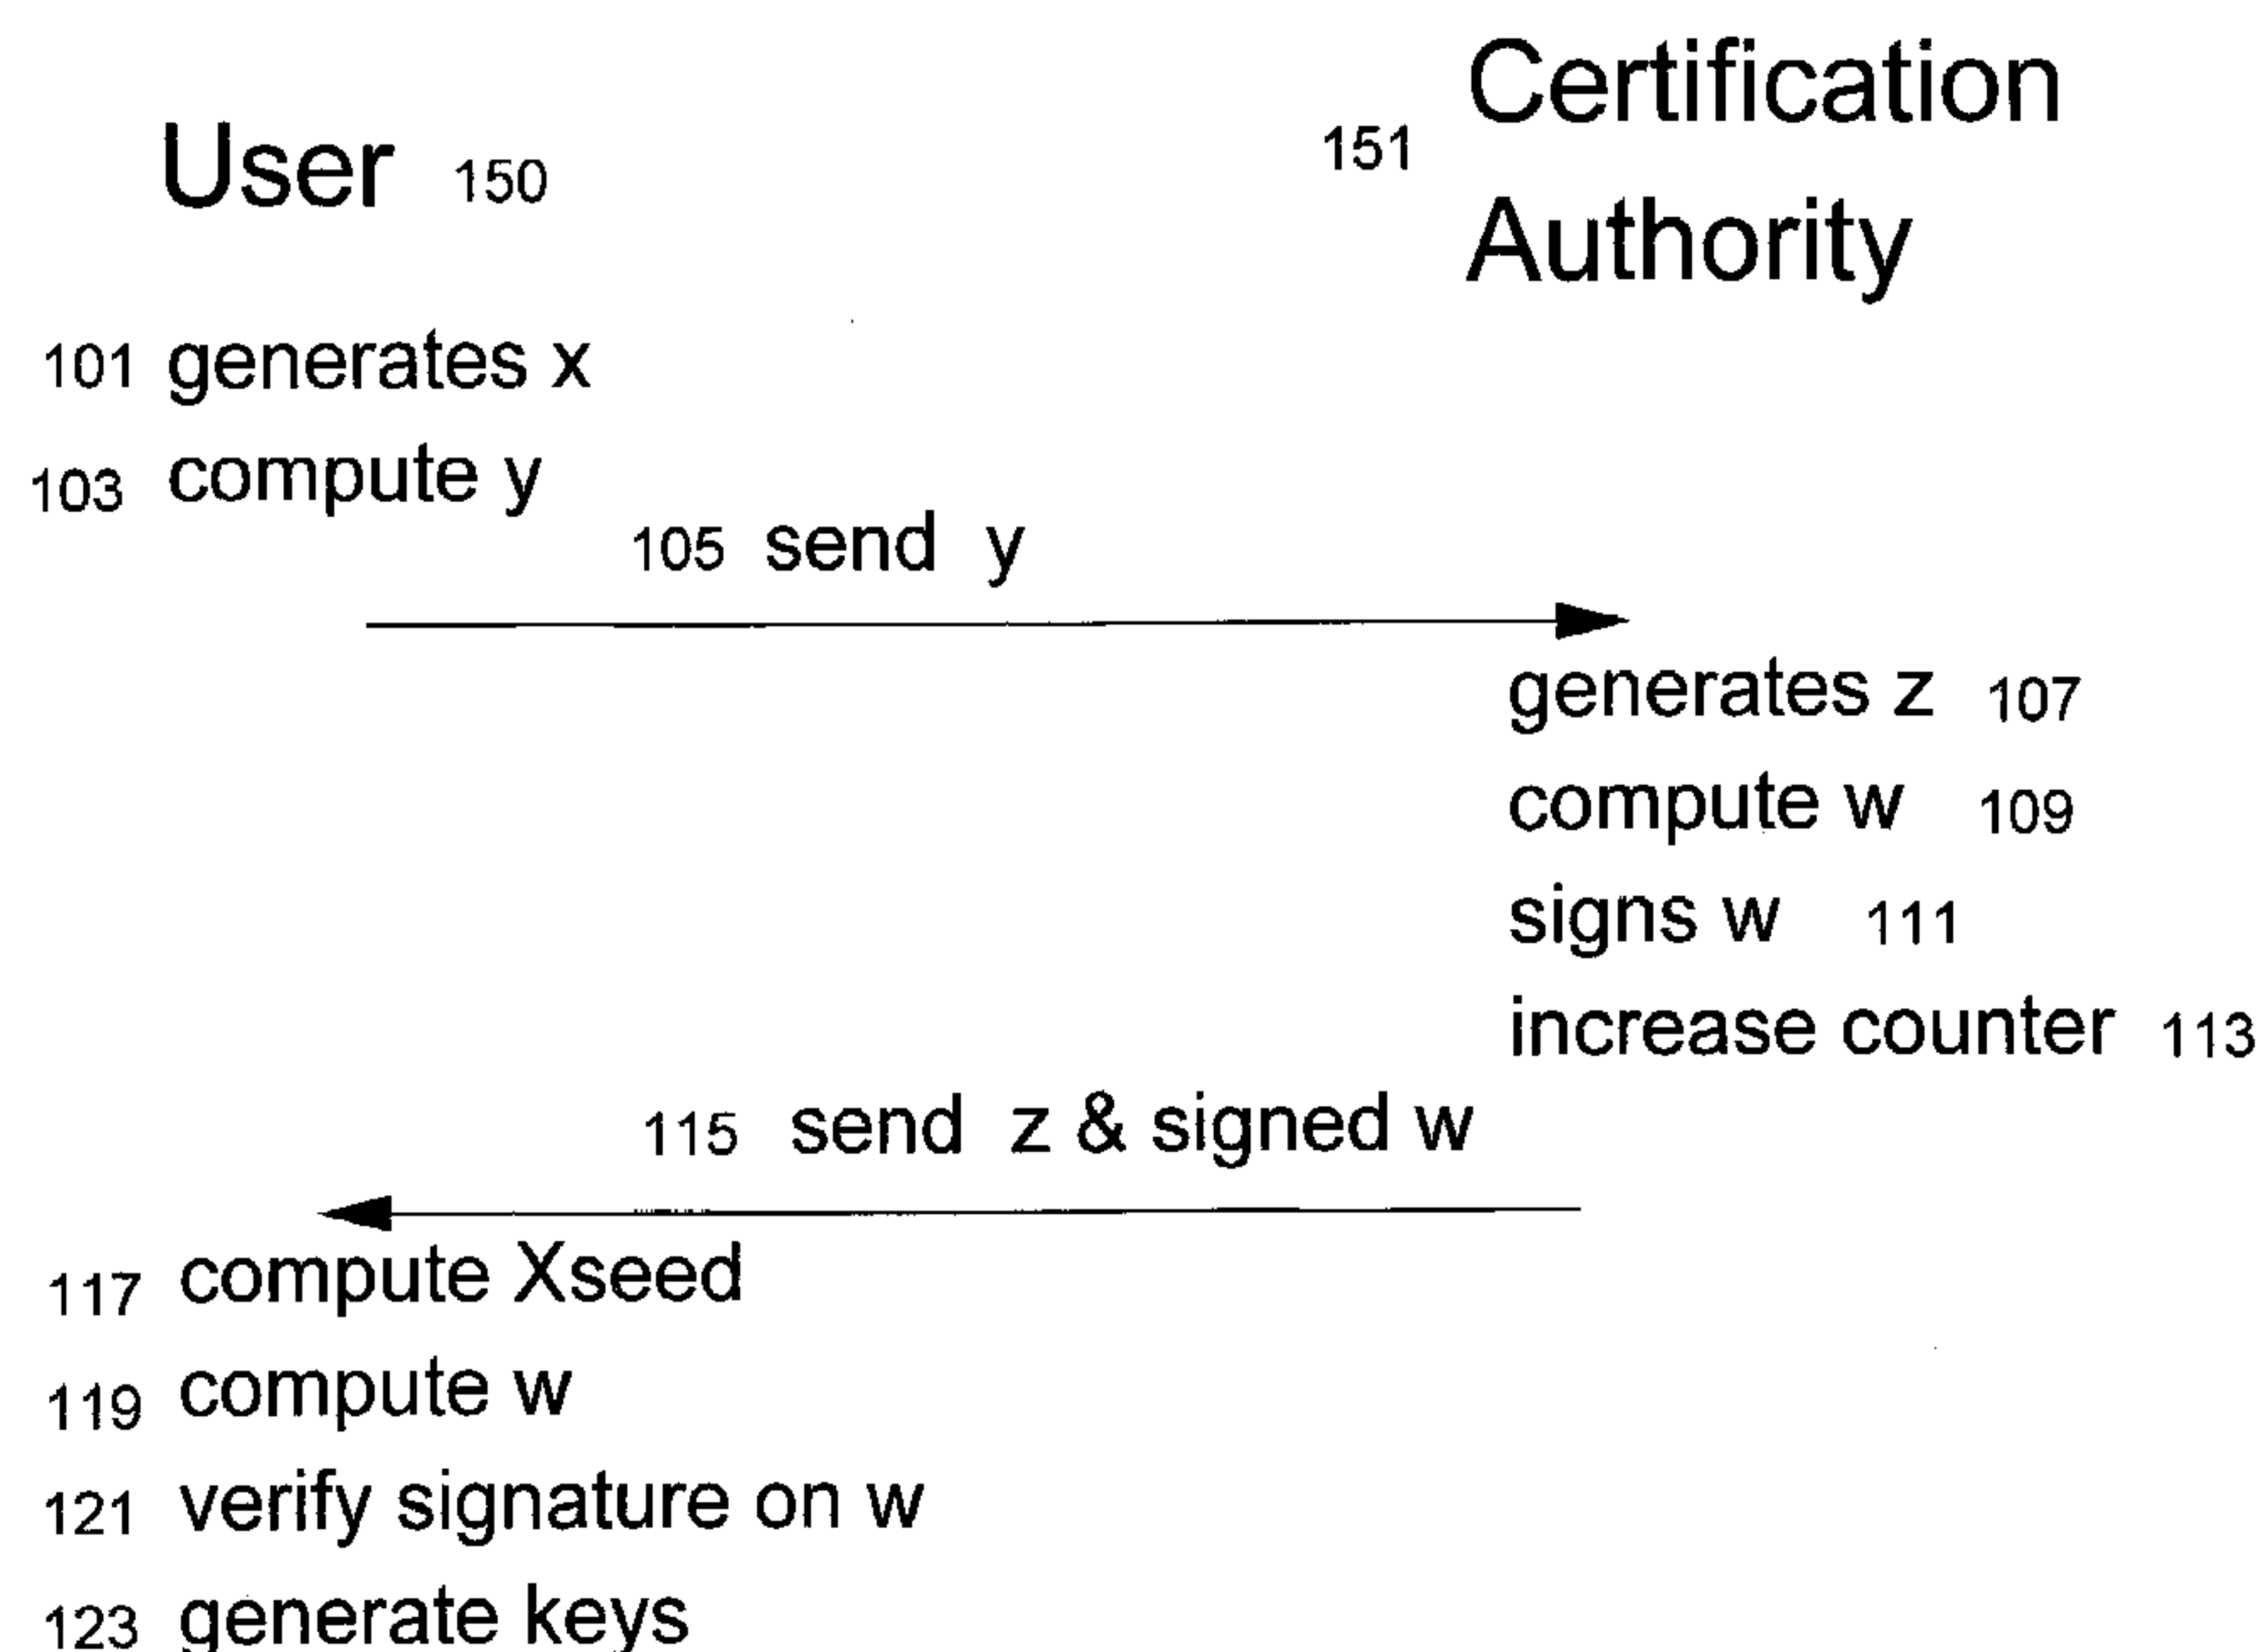 Certification
User 150
151
Authority
101 generates x
103 compute y
105 send y
generates z 107
compute w 109
signs w 111
increase counter 113
115 send z & signed w
117 compute Xseed
119 compute w
121 verify signature on w
123 generate keys